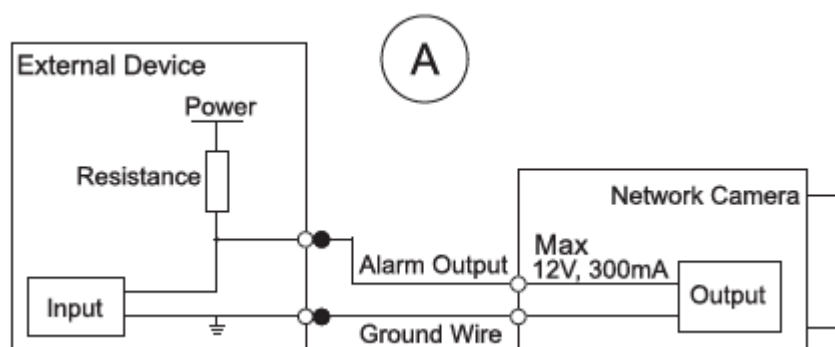 A
External Device
Power
Resistance
Network Camera
Alarm Output
Max
12V, 300mA
Input
Output
Ground Wire